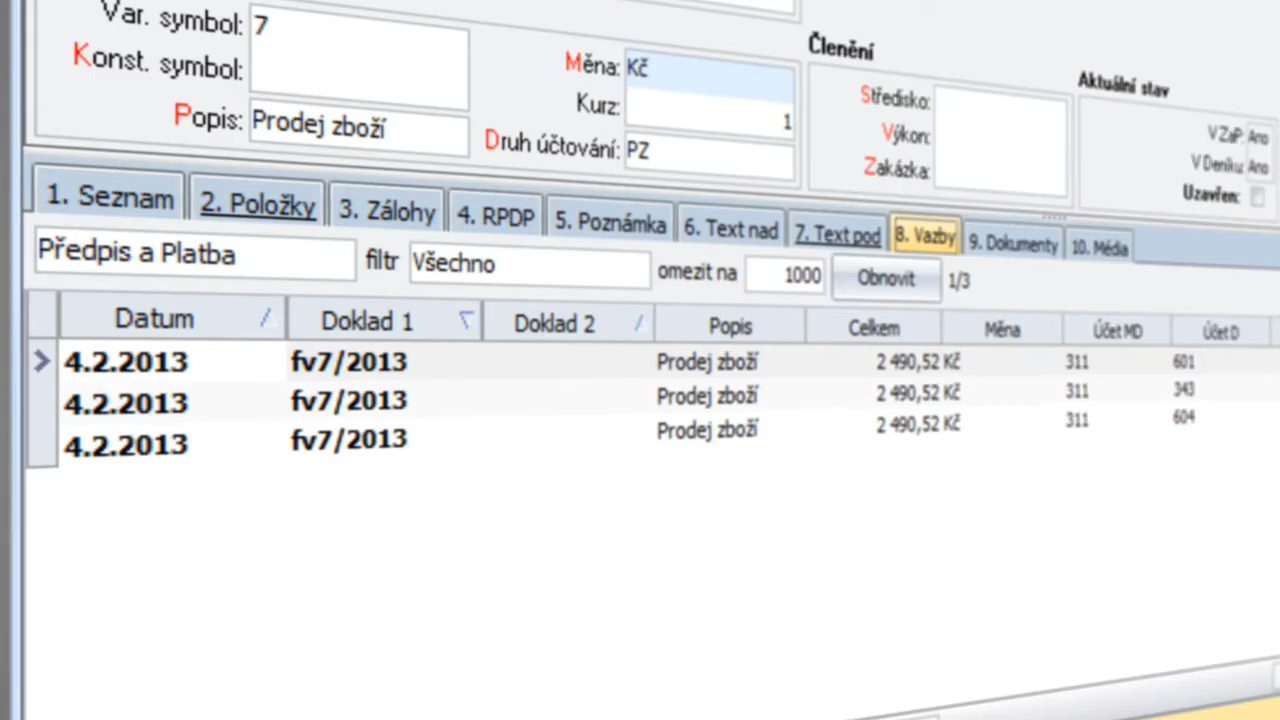 Var. symbol: 7
Konst. symbol:
Popis: Prodej zboží
Měna: Kč
Kurz: 1
Druh účtování: PZ
Členění
Středisko:
Výkon:
Zakázka:
Aktuální stav
V ZaP: Ano
V Deníku: Ano
Uzavřen:
1. Seznam 2. Položky 3. Zálohy 4. RPDP 5. Poznámka 6. Text nad 7. Text pod 8. Vazby 9. Dokumenty 10. Média
Předpis a Platba filtr Všechno omezit na 1000 Obnovit 1/3
Datum Doklad 1 Doklad 2 Popis Celkem Měna Účet MD Účet D
4.2.2013 fv7/2013 Prodej zboží 2 490,52 Kč 311 601
4.2.2013 fv7/2013 Prodej zboží 2 490,52 Kč 311 343
4.2.2013 fv7/2013 Prodej zboží 2 490,52 Kč 311 604